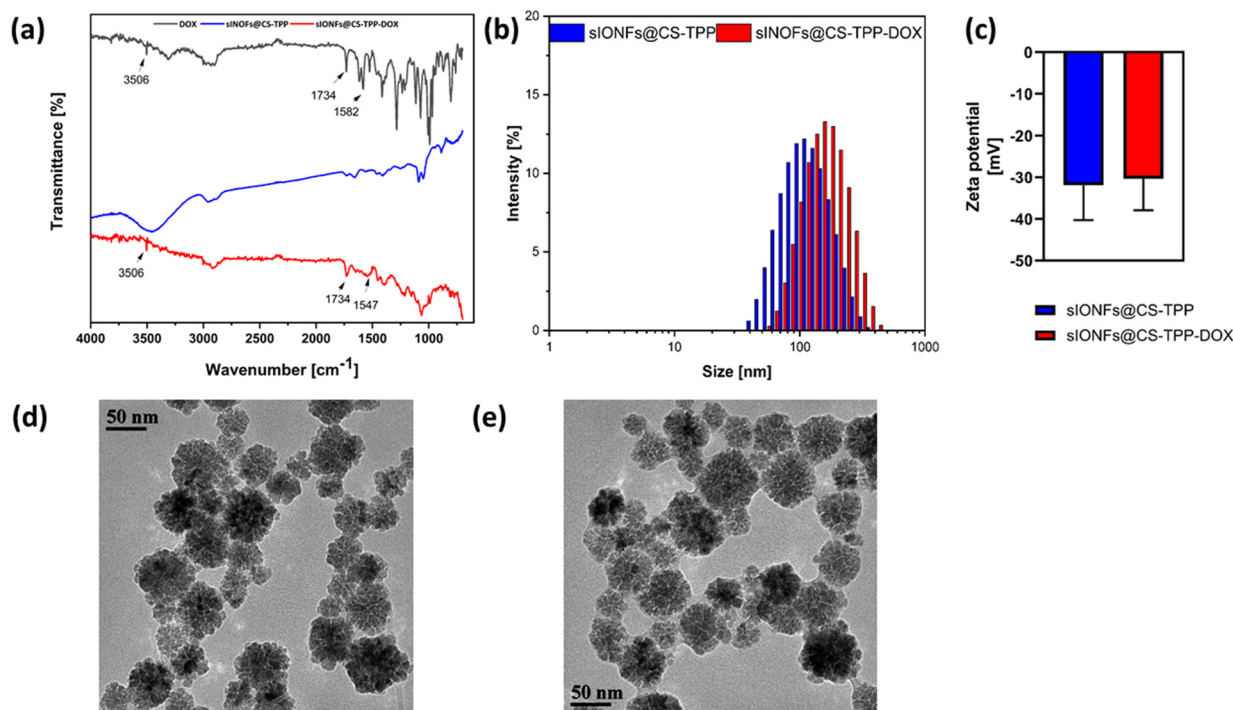 (a)
DOX sINOFs@CS-TPP sIONFs@CS-TPP-DOX
Transmittance [%]
3506
1734
1582
3506
1734
1547
4000 3500 3000 2500 2000 1500 1000
Wavenumber [cm-1]
(b)
sIONFs@CS-TPP sINOFs@CS-TPP-DOX
Intensity [%]
20
15
10
5
0
1 10 100 1000
Size [nm]
(c)
Zeta potential
[mV]
0
-10
-20
-30
-40
-50
sIONFs@CS-TPP
sIONFs@CS-TPP-DOX
(d)
50 nm
(e)
50 nm